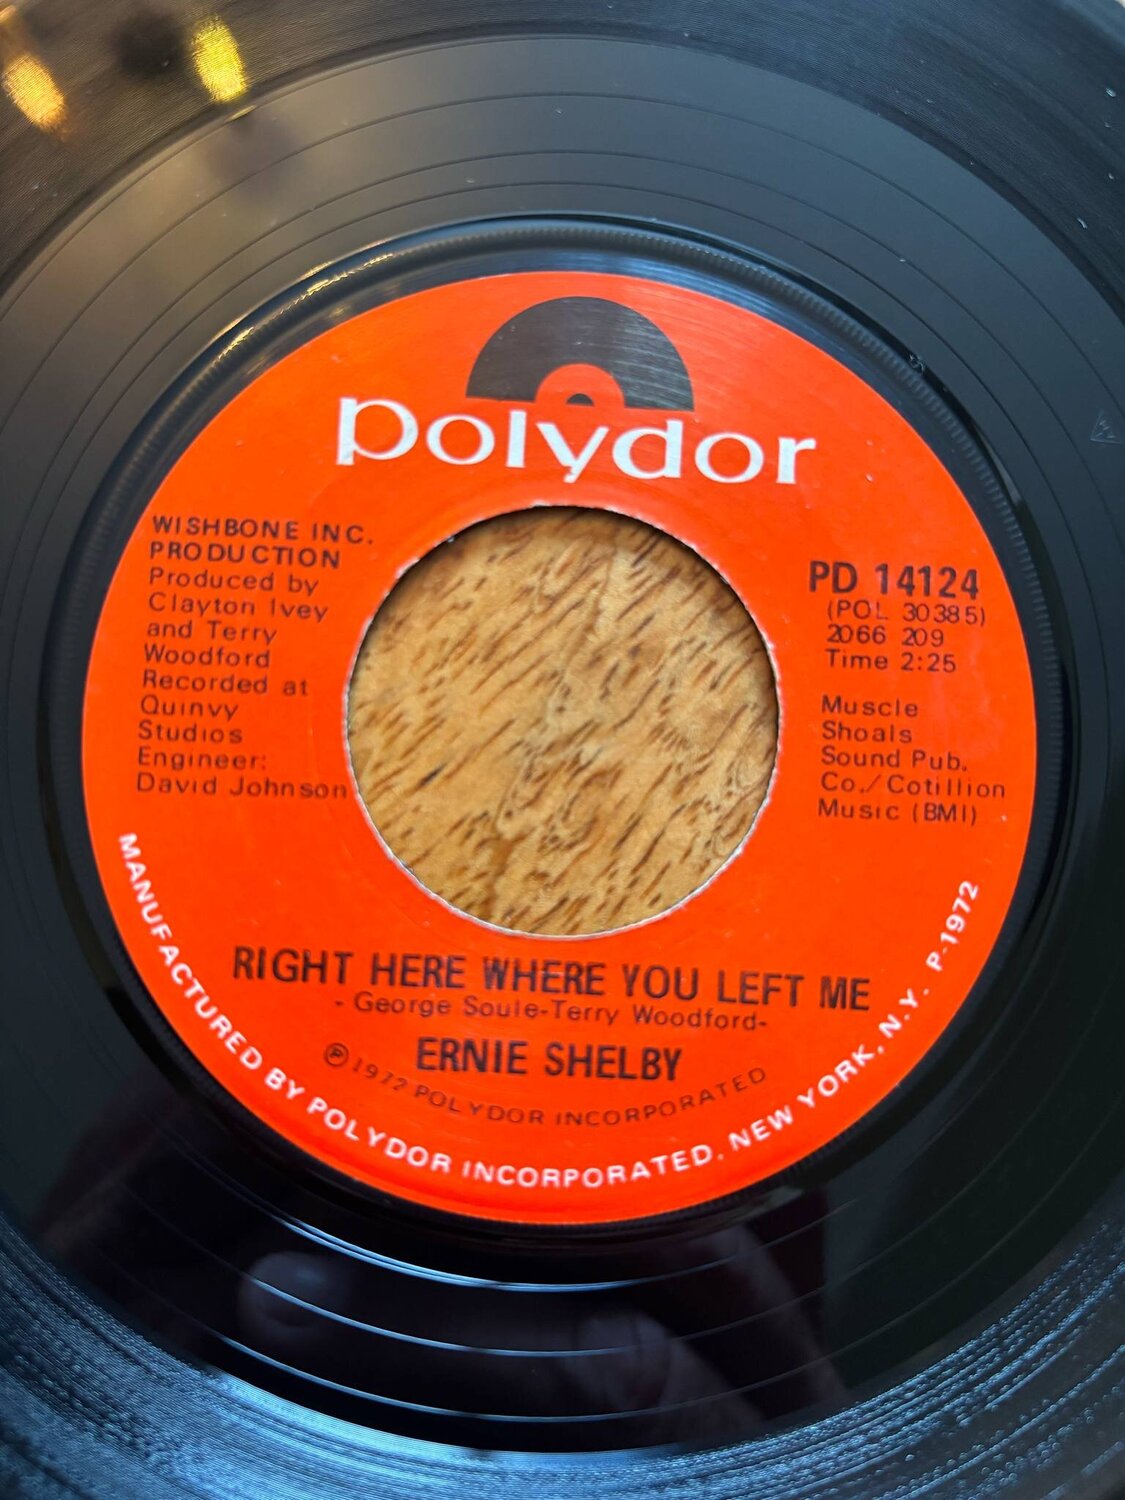 polydor
WISHBONE INC.
PRODUCTION
Produced by
Clayton Ivey
and Terry
Woodford
Recorded at
Quinvy
Studios
Engineer:
David Johnson
PD 14124
(POL 30385)
2066 209
Time 2:25
Muscle
Shoals
Sound Pub.
Co./Cotillion
Music (BMI)
RIGHT HERE WHERE YOU LEFT ME
- George Soule-Terry Woodford-
ERNIE SHELBY
℗ 1972 POLYDOR INCORPORATED
MANUFACTURED BY POLYDOR INCORPORATED, NEW YORK, N.Y. P-1972